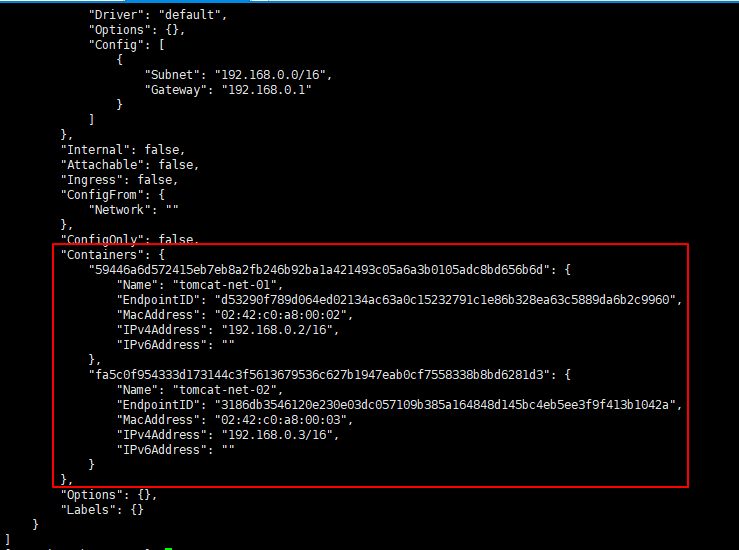 "Driver": "default",
"Options": {},
"Config": [
{
"Subnet": "192.168.0.0/16",
"Gateway": "192.168.0.1"
}
]
},
"Internal": false,
"Attachable": false,
"Ingress": false,
"ConfigFrom": {
"Network": ""
},
"ConfigOnly": false,
"Containers": {
"59446a6d572415eb7eb8a2fb246b92ba1a421493c05a6a3b0105adc8bd656b6d": {
"Name": "tomcat-net-01",
"EndpointID": "d53290f789d064ed02134ac63a0c15232791c1e86b328ea63c5889da6b2c9960",
"MacAddress": "02:42:c0:a8:00:02",
"IPv4Address": "192.168.0.2/16",
"IPv6Address": ""
},
"fa5c0f954333d173144c3f5613679536c627b1947eab0cf7558338b8bd6281d3": {
"Name": "tomcat-net-02",
"EndpointID": "3186db3546120e230e03dc057109b385a164848d145bc4eb5ee3f9f413b1042a",
"MacAddress": "02:42:c0:a8:00:03",
"IPv4Address": "192.168.0.3/16",
"IPv6Address": ""
}
},
"Options": {},
"Labels": {}
}
]